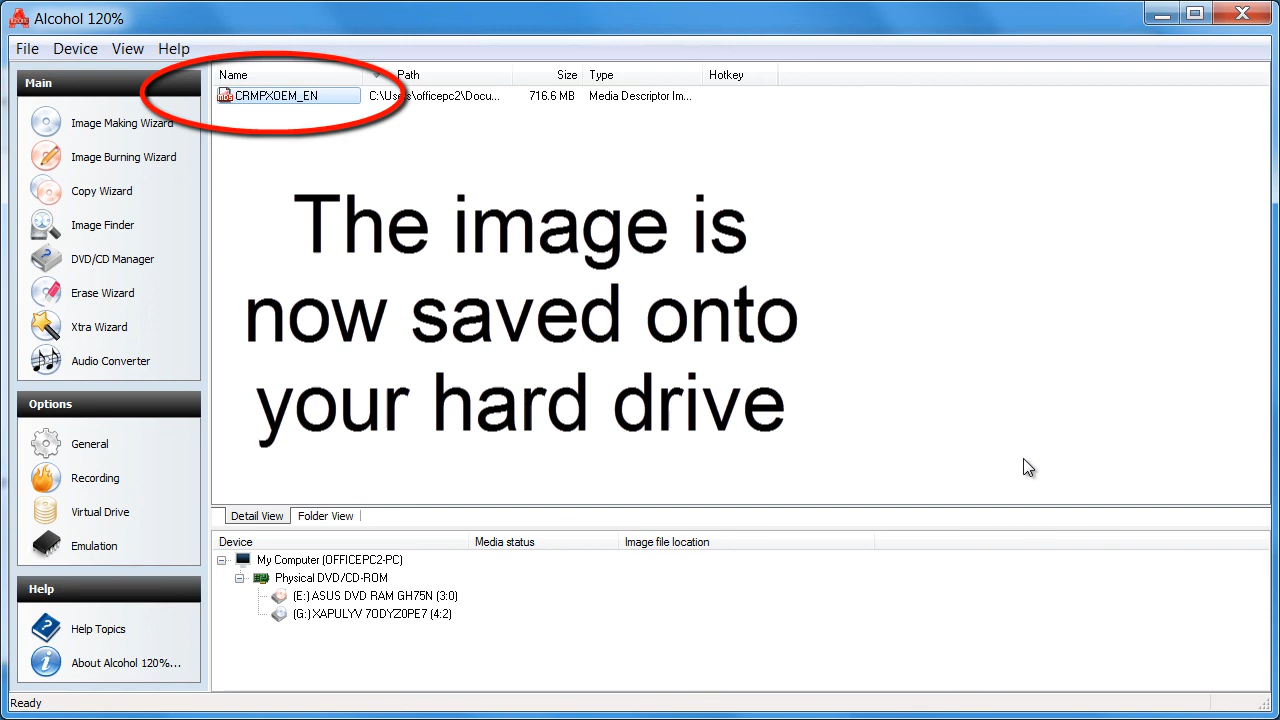 Alcohol 120%
File Device View Help
Main
Image Making Wizard
Image Burning Wizard
Copy Wizard
Image Finder
DVD/CD Manager
Erase Wizard
Xtra Wizard
Audio Converter
Options
General
Recording
Virtual Drive
Emulation
Help
Help Topics
About Alcohol 120%...
Name Path Size Type Hotkey
CRMPXOEM_EN C:\Users\officepc2\Docu... 716.6 MB Media Descriptor Im...
The image is
now saved onto
your hard drive
Detail View Folder View
Device Media status Image file location
My Computer (OFFICEPC2-PC)
Physical DVD/CD-ROM
(E:) ASUS DVD RAM GH75N (3:0)
(G:) XAPULYV 7ODYZ0PE7 (4:2)
Ready